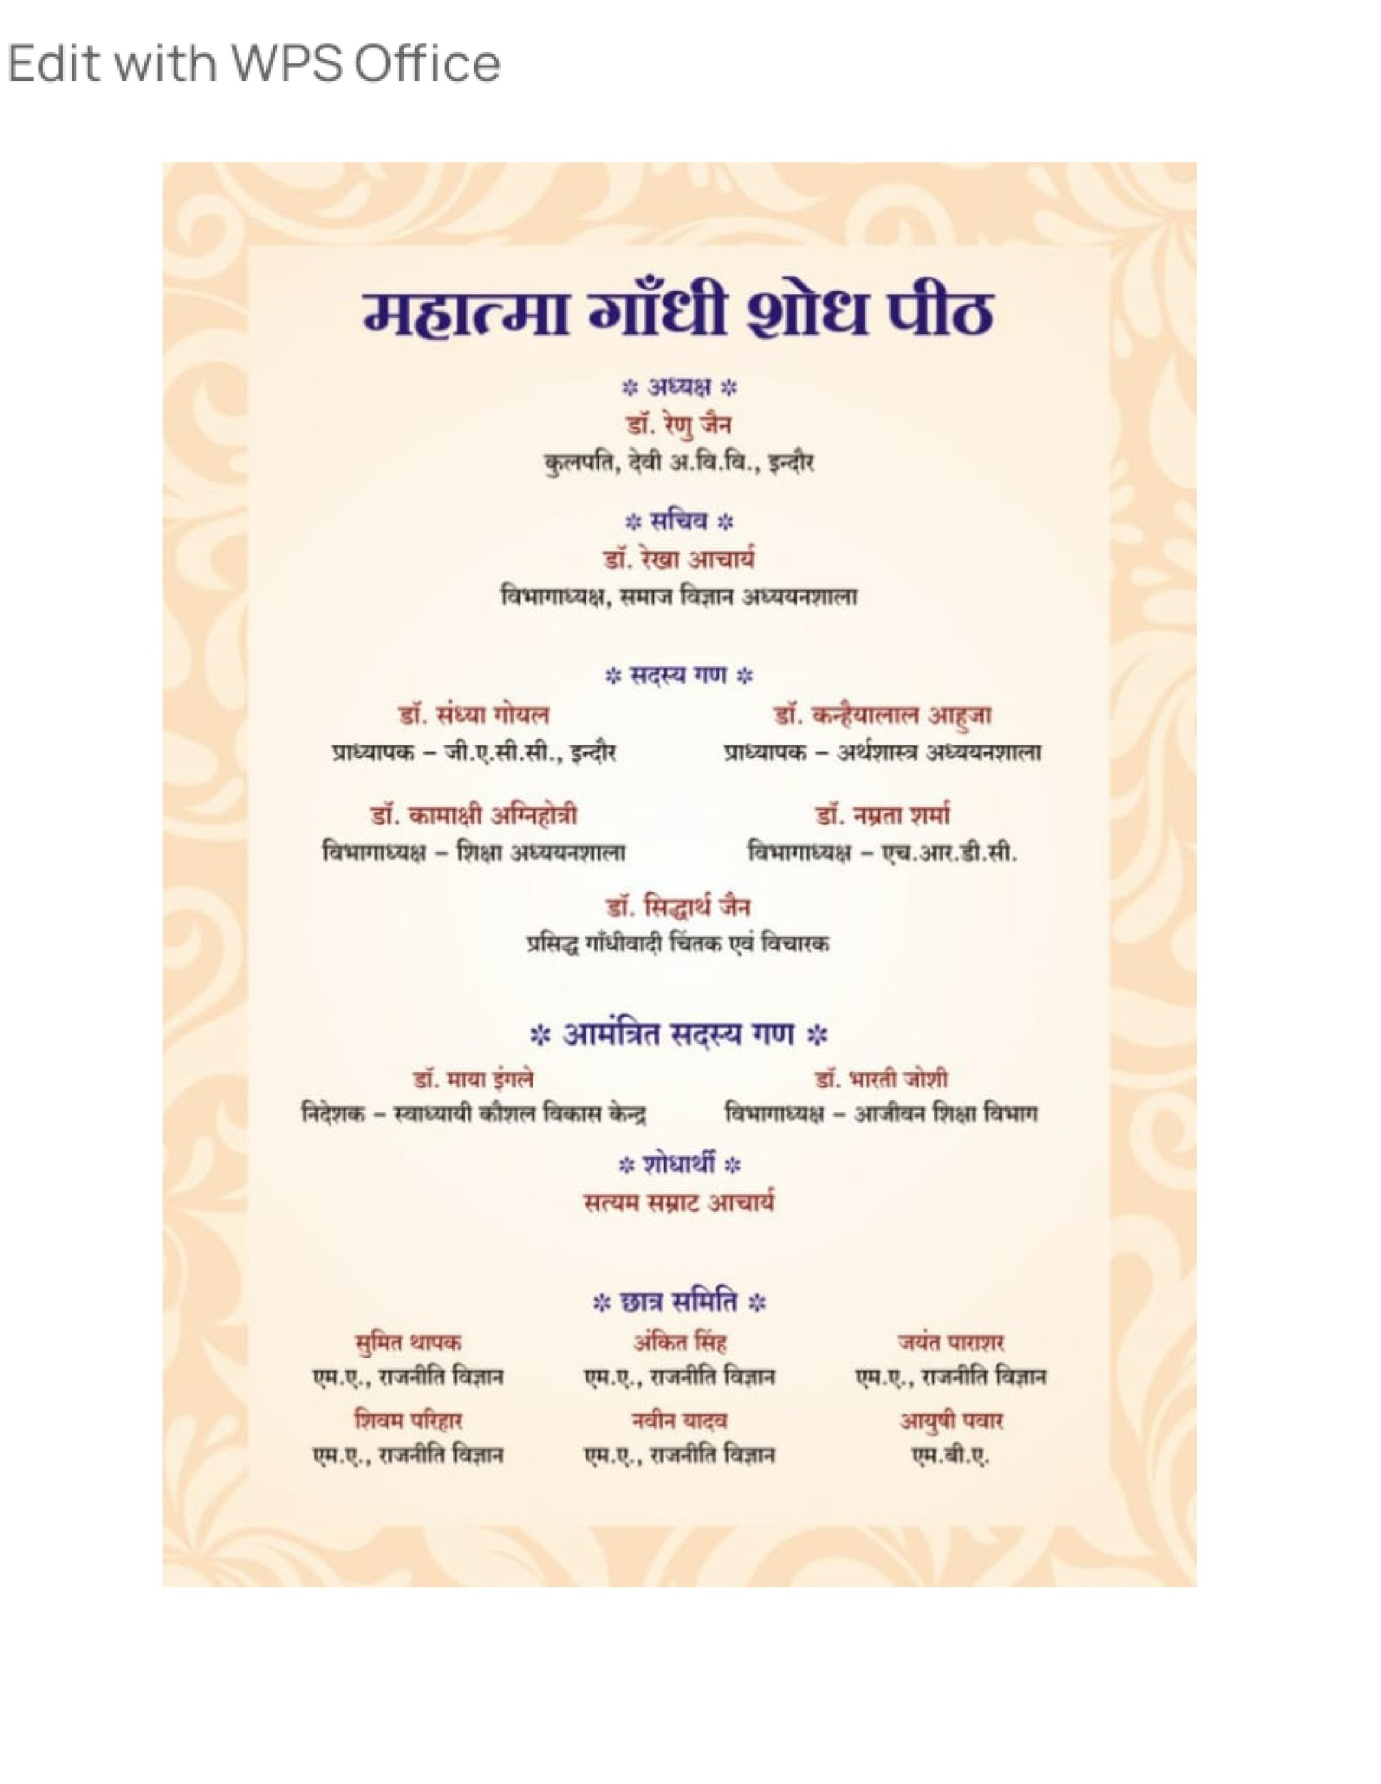 Edit with WPS Office
महात्मा गाँधी शोध पीठ
❊ अध्यक्ष ❊
डॉ. रेणु जैन
कुलपति, देवी अ.वि.वि., इन्दौर
❊ सचिव ❊
डॉ. रेखा आचार्य
विभागाध्यक्ष, समाज विज्ञान अध्ययनशाला
❊ सदस्य गण ❊
डॉ. संध्या गोयल डॉ. कन्हैयालाल आहुजा
प्राध्यापक – जी.ए.सी.सी., इन्दौर प्राध्यापक – अर्थशास्त्र अध्ययनशाला
डॉ. कामाक्षी अग्निहोत्री डॉ. नम्रता शर्मा
विभागाध्यक्ष – शिक्षा अध्ययनशाला विभागाध्यक्ष – एच.आर.डी.सी.
डॉ. सिद्धार्थ जैन
प्रसिद्ध गाँधीवादी चिंतक एवं विचारक
❊ आमंत्रित सदस्य गण ❊
डॉ. माया इंगले डॉ. भारती जोशी
निदेशक – स्वाध्यायी कौशल विकास केन्द्र विभागाध्यक्ष – आजीवन शिक्षा विभाग
❊ शोधार्थी ❊
सत्यम सम्राट आचार्य
❊ छात्र समिति ❊
सुमित थापक अंकित सिंह जयंत पाराशर
एम.ए., राजनीति विज्ञान एम.ए., राजनीति विज्ञान एम.ए., राजनीति विज्ञान
शिवम परिहार नवीन यादव आयुषी पवार
एम.ए., राजनीति विज्ञान एम.ए., राजनीति विज्ञान एम.बी.ए.